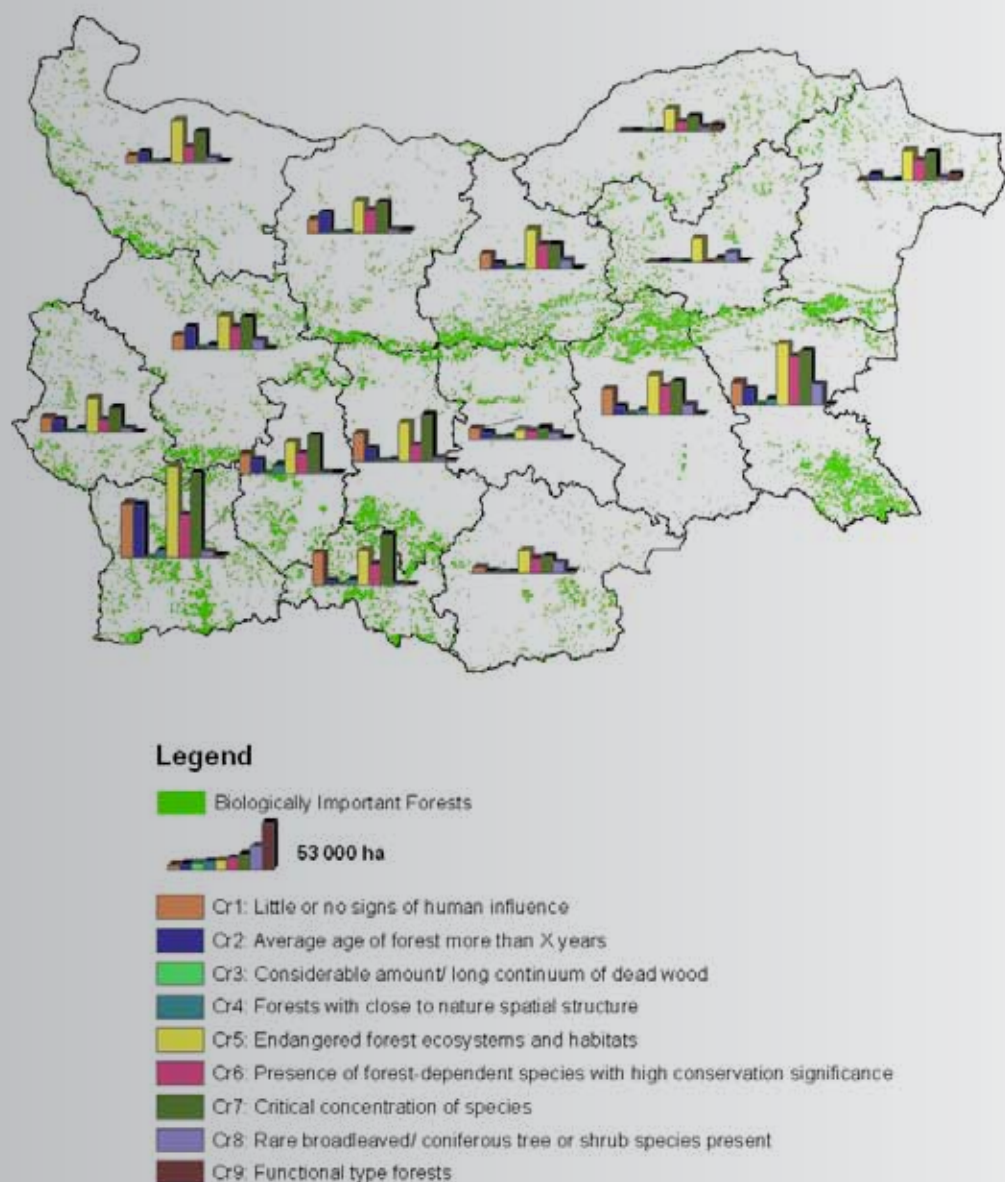 Legend
Biologically Important Forests
53 000 ha
Cr1: Little or no signs of human influence
Cr2: Average age of forest more than X years
Cr3: Considerable amount/ long continuum of dead wood
Cr4: Forests with close to nature spatial structure
Cr5: Endangered forest ecosystems and habitats
Cr6: Presence of forest-dependent species with high conservation significance
Cr7: Critical concentration of species
Cr8: Rare broadleaved/ coniferous tree or shrub species present
Cr9: Functional type forests